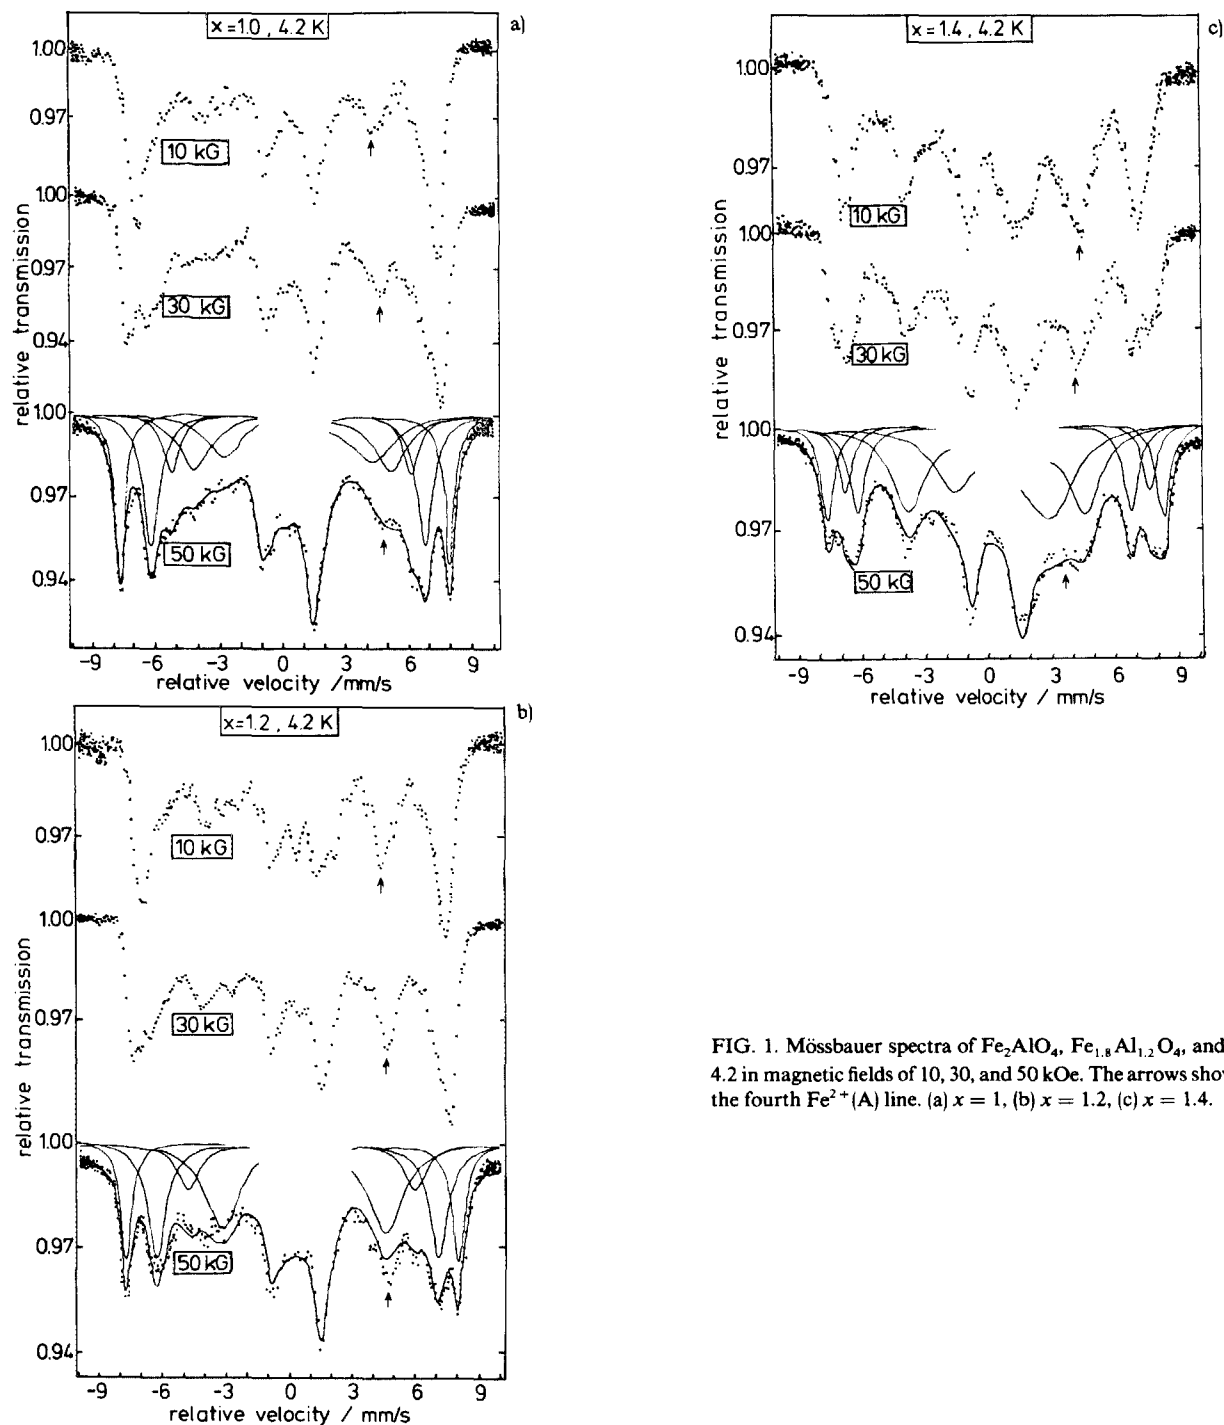 x=1.0, 4.2 K
a)
1.00
0.97
10 kG
1.00
0.97
30 kG
0.94
1.00
0.97
50 kG
0.94
relative transmission
-9 -6 -3 0 3 6 9
relative velocity /mm/s
x=1.4, 4.2 K
c)
1.00
0.97
10 kG
1.00
0.97
30 kG
1.00
0.97
50 kG
0.94
relative transmission
-9 -6 -3 0 3 6 9
relative velocity / mm/s
x=1.2, 4.2 K
b)
1.00
0.97
10 kG
1.00
0.97
30 kG
1.00
0.97
50 kG
0.94
relative transmission
-9 -6 -3 0 3 6 9
relative velocity / mm/s
FIG. 1. Mössbauer spectra of Fe₂AlO₄, Fe₁.₈Al₁.₂O₄, and
4.2 in magnetic fields of 10, 30, and 50 kOe. The arrows show
the fourth Fe²⁺(A) line. (a) x = 1, (b) x = 1.2, (c) x = 1.4.